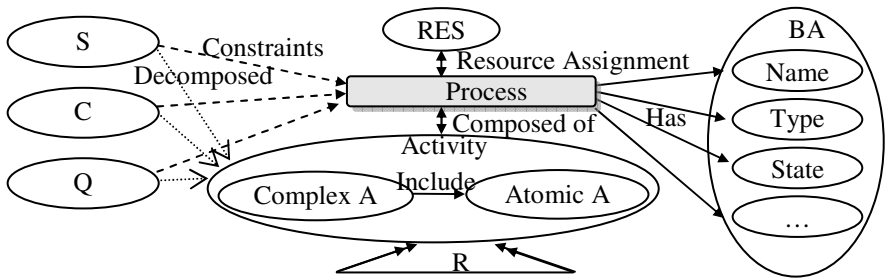 S
RES
BA
Constraints
Resource Assignment
Decomposed
Name
Process
C
Composed of
Has
Type
Activity
State
Q
Complex A
Include
Atomic A
…
R